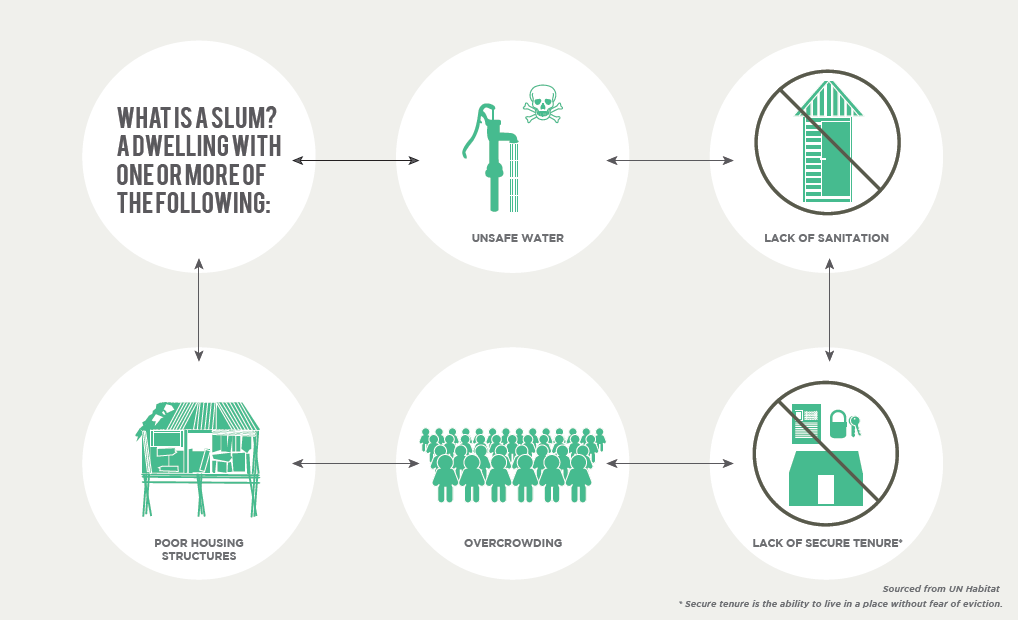 WHAT IS A SLUM?
A DWELLING WITH
ONE OR MORE OF
THE FOLLOWING:
UNSAFE WATER
LACK OF SANITATION
POOR HOUSING
STRUCTURES
OVERCROWDING
LACK OF SECURE TENURE*
Sourced from UN Habitat
* Secure tenure is the ability to live in a place without fear of eviction.